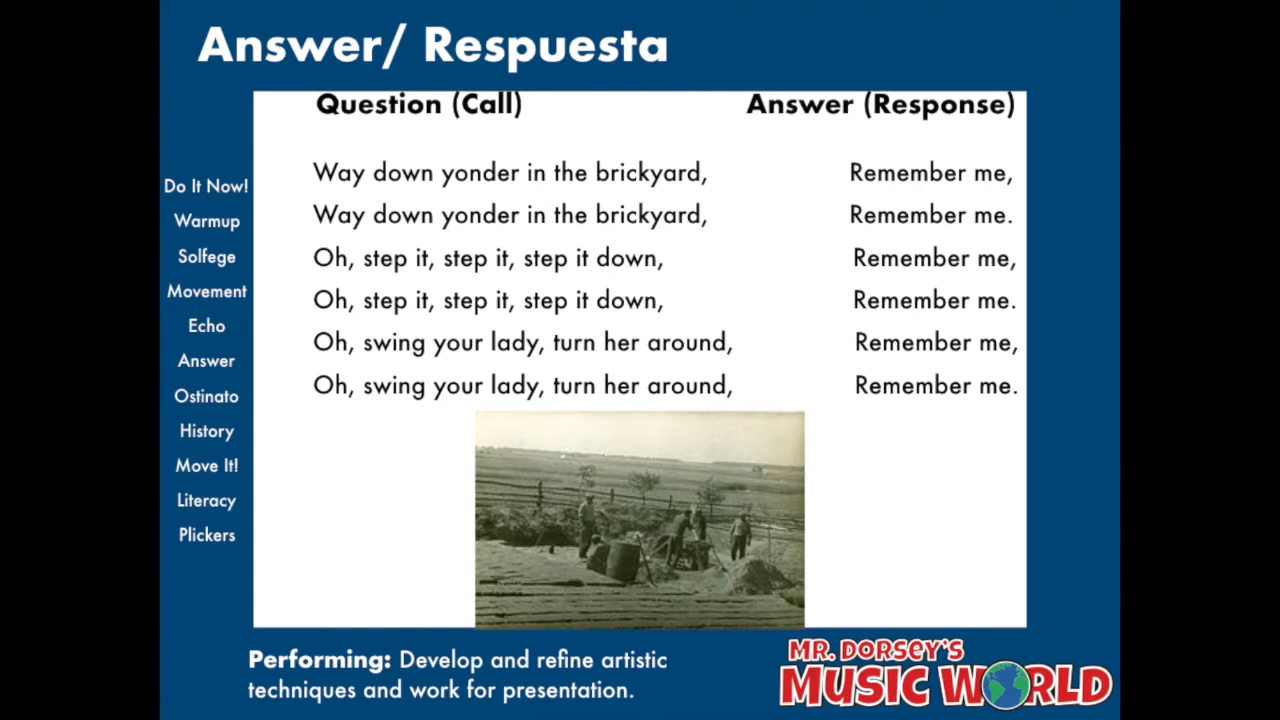 Answer/ Respuesta
Question (Call) Answer (Response)
Way down yonder in the brickyard, Remember me,
Way down yonder in the brickyard, Remember me.
Oh, step it, step it, step it down, Remember me,
Oh, step it, step it, step it down, Remember me.
Oh, swing your lady, turn her around, Remember me,
Oh, swing your lady, turn her around, Remember me.
Do It Now!
Warmup
Solfege
Movement
Echo
Answer
Ostinato
History
Move It!
Literacy
Plickers
Performing: Develop and refine artistic
techniques and work for presentation.
MR. DORSEY'S
MUSIC WORLD